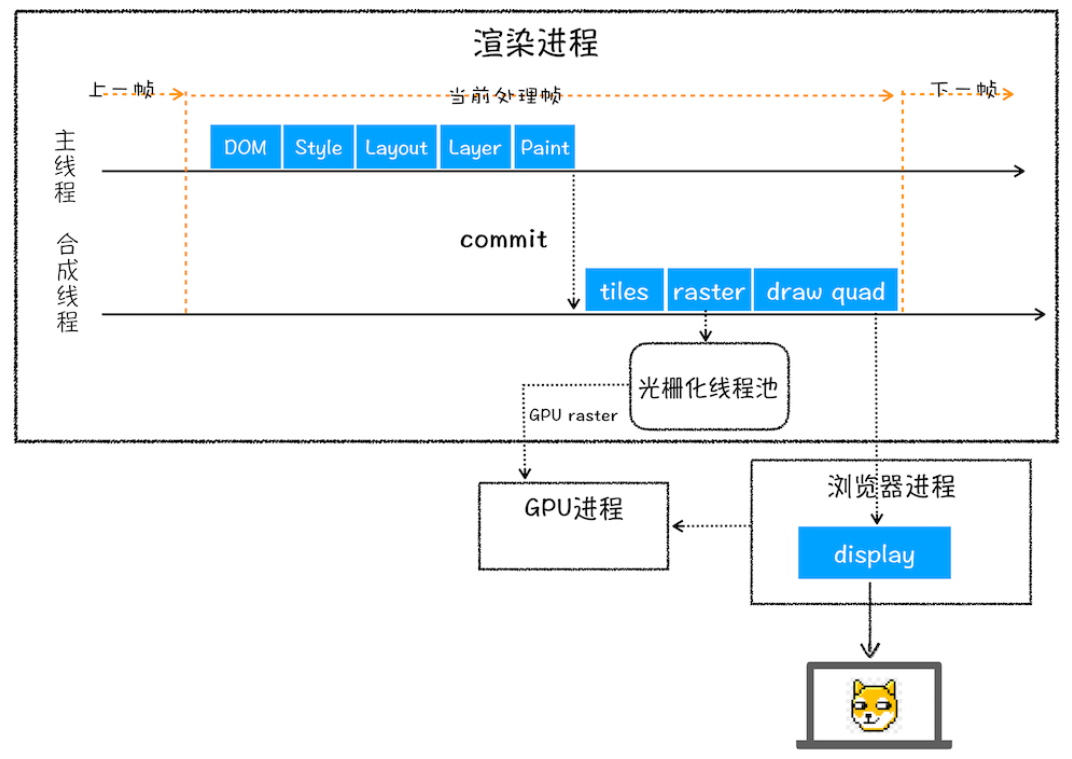 渲染进程
上一帧
当前处理帧
下一帧
主线程
DOM
Style
Layout
Layer
Paint
commit
合成线程
tiles
raster
draw quad
光栅化线程池
GPU raster
GPU进程
浏览器进程
display